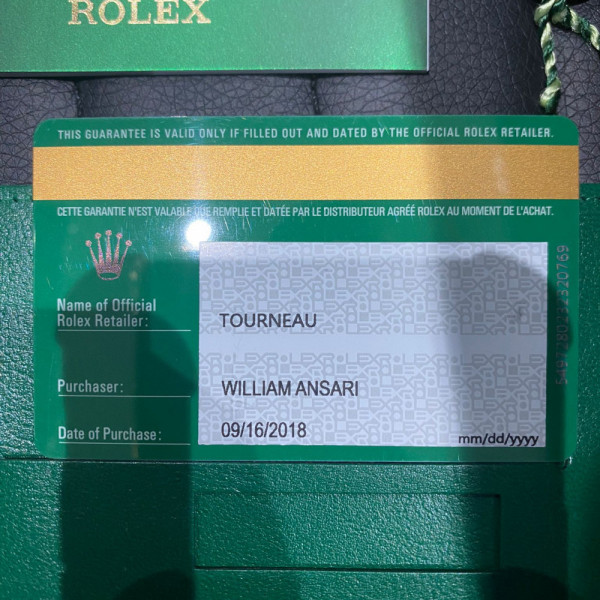 ROLEX
THIS GUARANTEE IS VALID ONLY IF FILLED OUT AND DATED BY THE OFFICIAL ROLEX RETAILER.
CETTE GARANTIE N'EST VALABLE QUE REMPLIE ET DATÉE PAR LE DISTRIBUTEUR AGRÉÉ ROLEX AU MOMENT DE L'ACHAT.
Name of Official
Rolex Retailer:
TOURNEAU
Purchaser:
WILLIAM ANSARI
Date of Purchase:
09/16/2018
mm/dd/yyyy